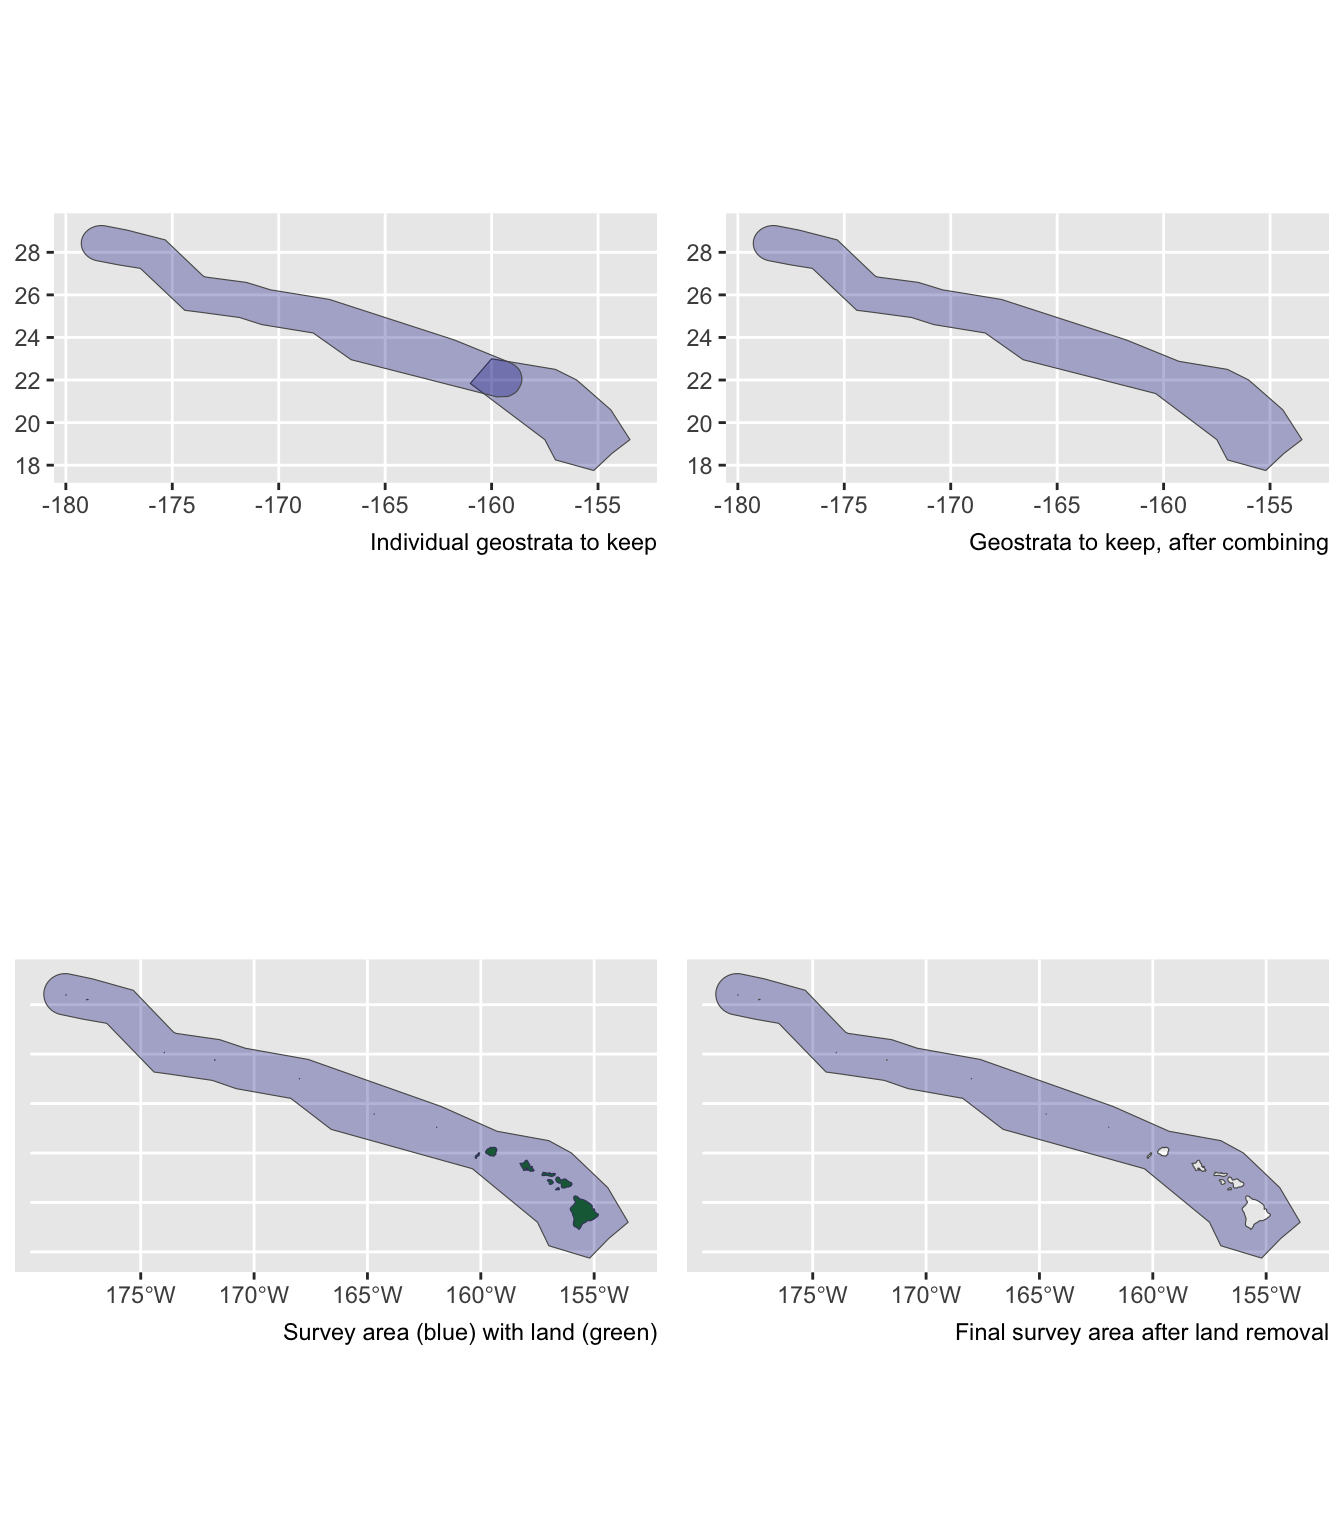 28
26
24
22
20
18
-180 -175 -170 -165 -160 -155
Individual geostrata to keep
28
26
24
22
20
18
-180 -175 -170 -165 -160 -155
Geostrata to keep, after combining
175°W 170°W 165°W 160°W 155°W
Survey area (blue) with land (green)
175°W 170°W 165°W 160°W 155°W
Final survey area after land removal